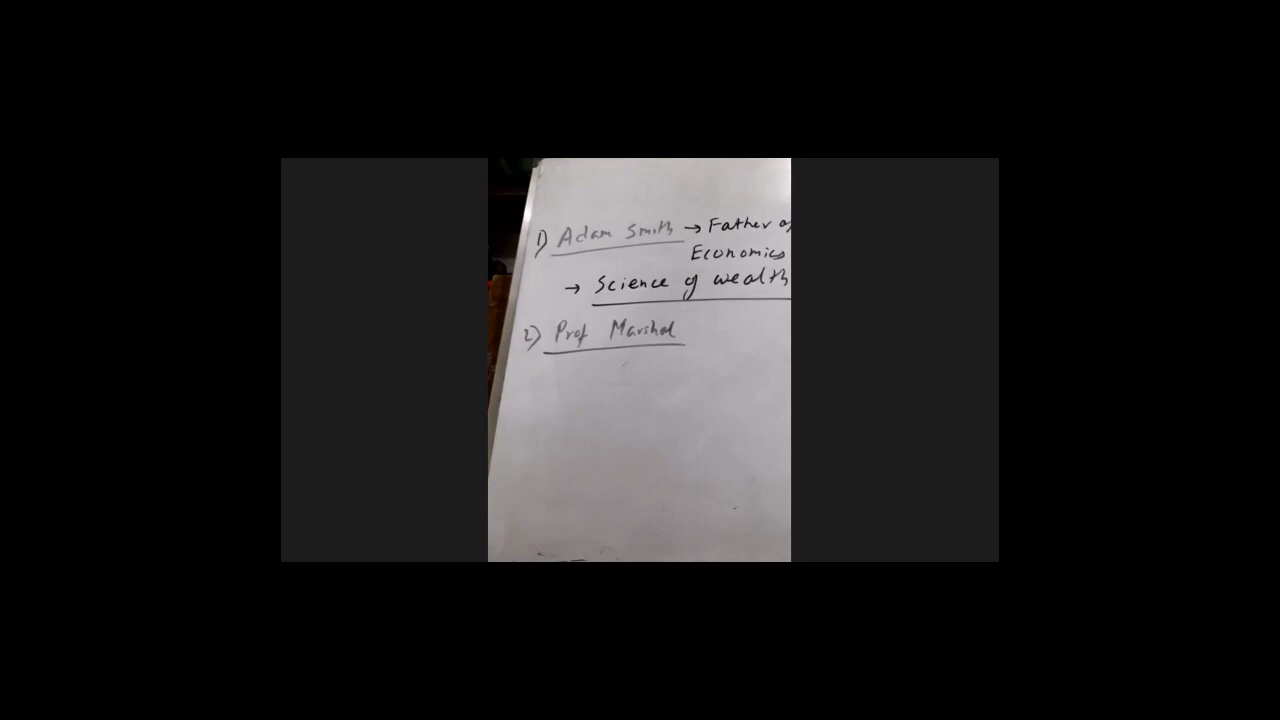 1) Adam Smith → Father of
Economics
→ Science of wealth
2) Prof Marshal